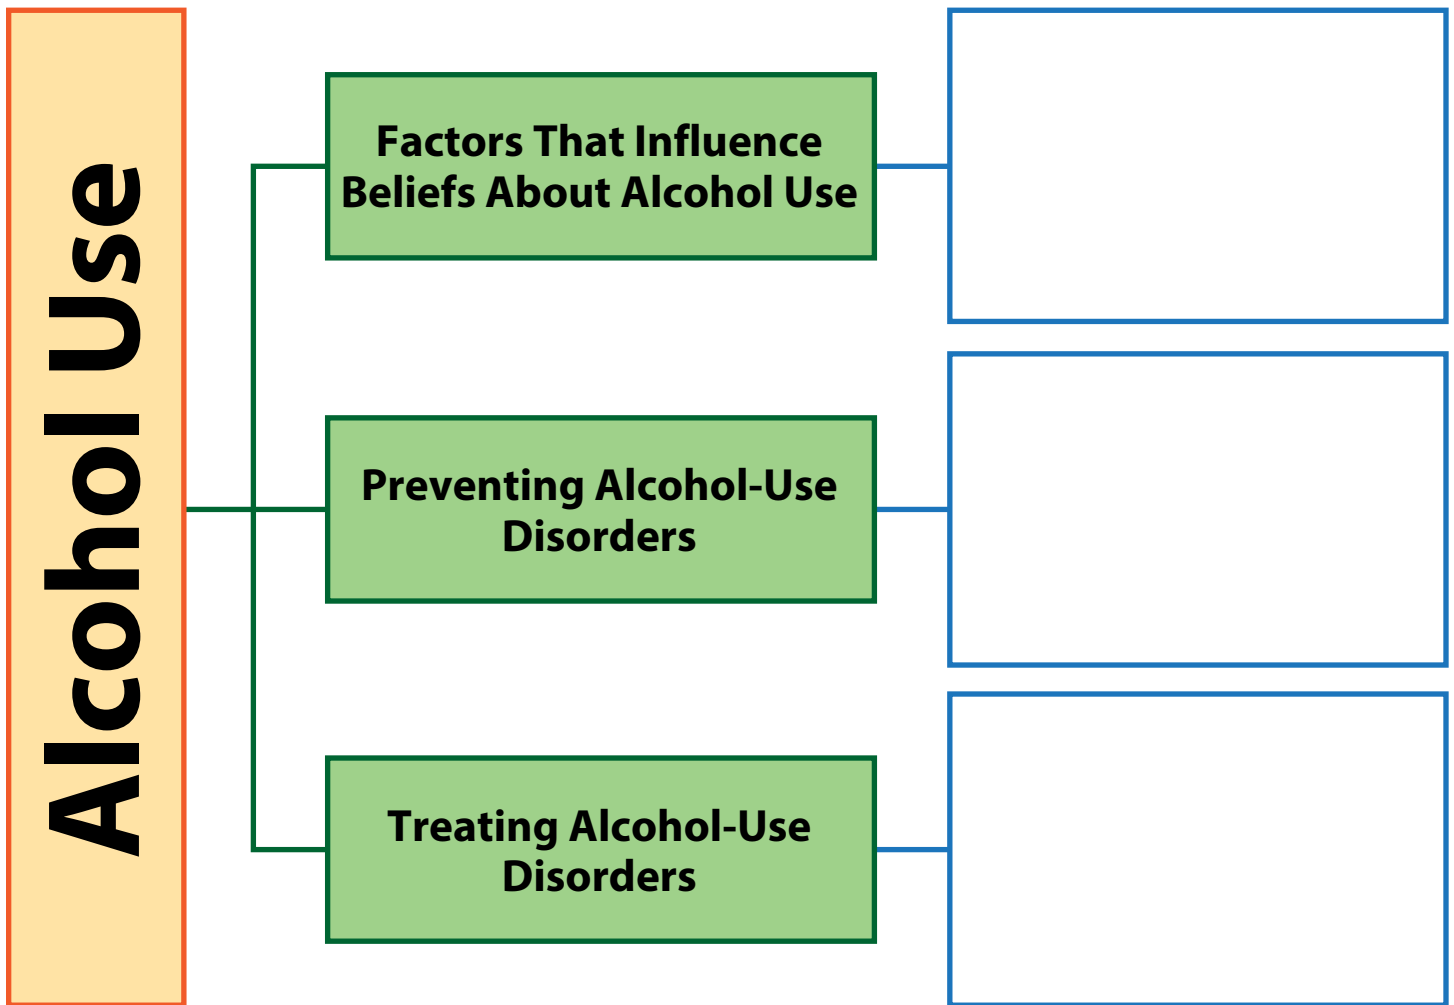 Alcohol Use
Factors That Influence
Beliefs About Alcohol Use
Preventing Alcohol-Use
Disorders
Treating Alcohol-Use
Disorders